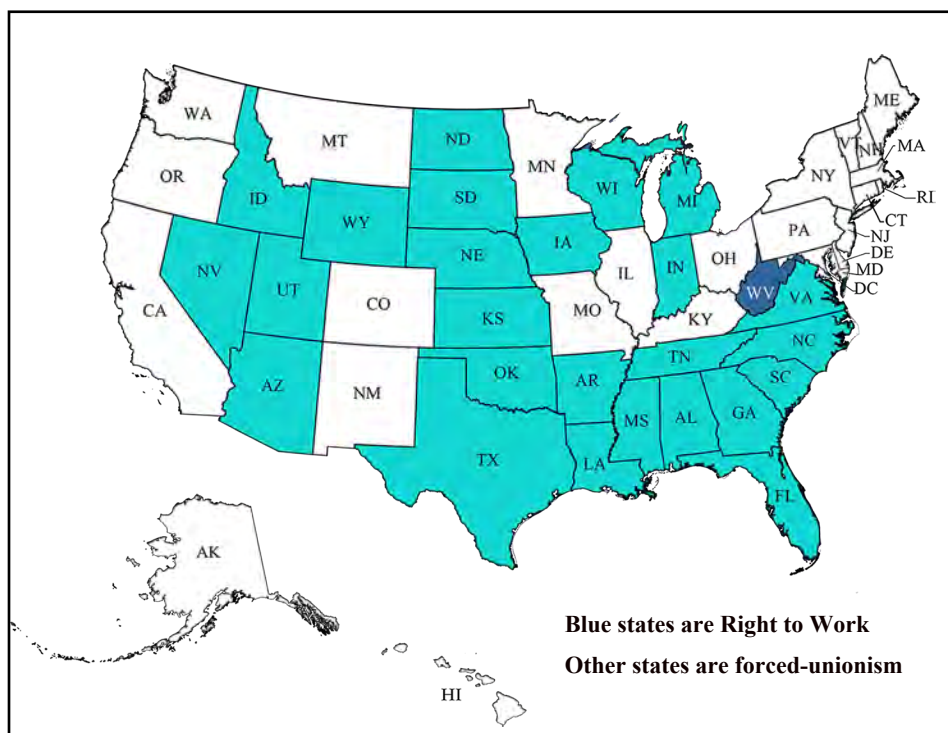 WA
MT
ND
MN
ME
VT
NH
MA
OR
ID
WY
SD
WI
MI
NY
RI
CT
NV
UT
NE
IA
IL
IN
OH
PA
NJ
DE
MD
DC
CA
CO
KS
MO
KY
WV
VA
AZ
NM
OK
AR
TN
NC
SC
TX
LA
MS
AL
GA
FL
AK
HI
Blue states are Right to Work
Other states are forced-unionism